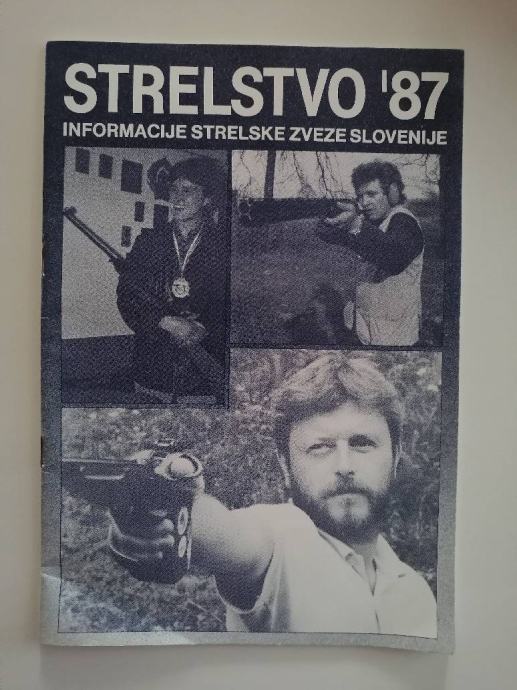 STRELSTVO '87
INFORMACIJE STRELSKE ZVEZE SLOVENIJE